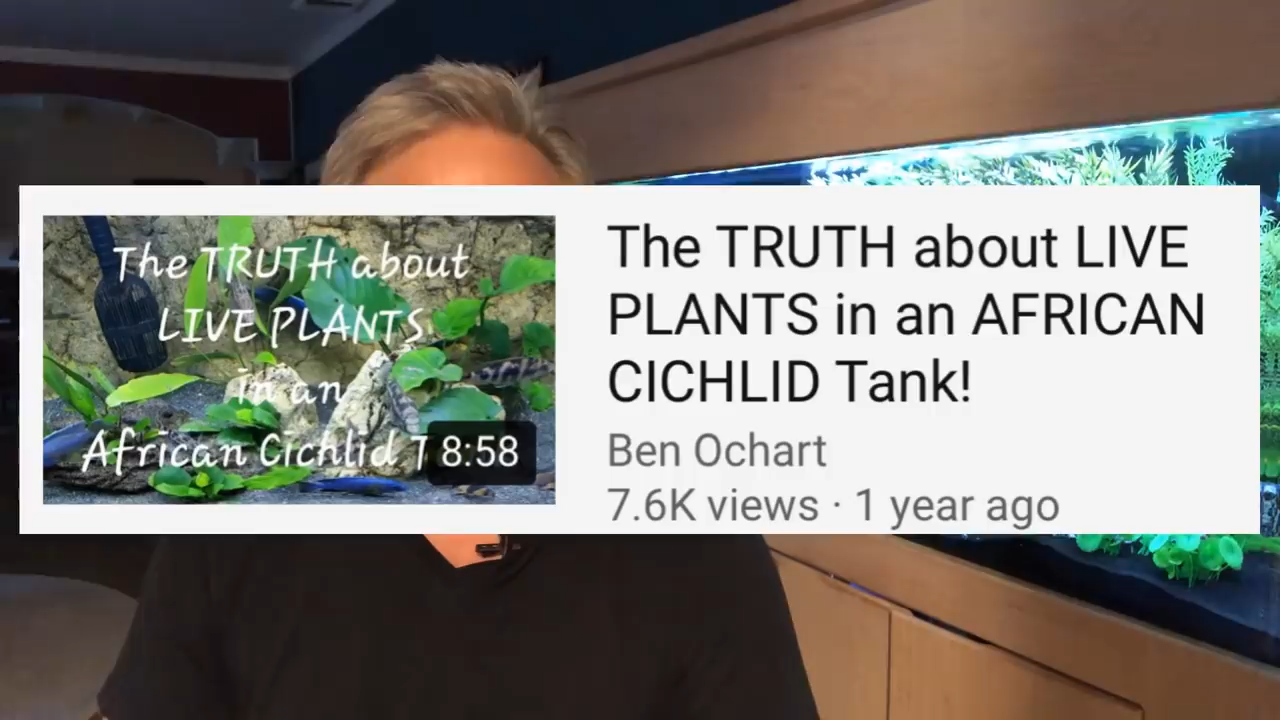 The TRUTH about
LIVE PLANTS
in an
African Cichlid T
8:58
The TRUTH about LIVE
PLANTS in an AFRICAN
CICHLID Tank!
Ben Ochart
7.6K views · 1 year ago